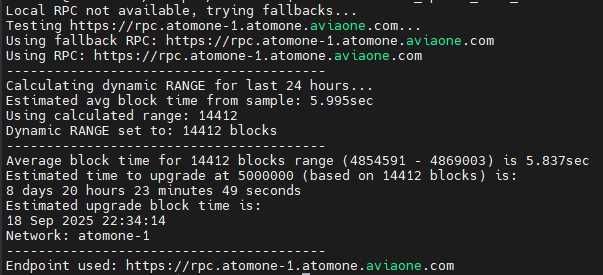 Local RPC not available, trying fallbacks...
Testing https://rpc.atomone-1.atomone.aviaone.com...
Using fallback RPC: https://rpc.atomone-1.atomone.aviaone.com
Using RPC: https://rpc.atomone-1.atomone.aviaone.com
---------------------------------------
Calculating dynamic RANGE for last 24 hours...
Estimated avg block time from sample: 5.995sec
Using calculated range: 14412
Dynamic RANGE set to: 14412 blocks
---------------------------------------
Average block time for 14412 blocks range (4854591 - 4869003) is 5.837sec
Estimated time to upgrade at 5000000 (based on 14412 blocks) is:
8 days 20 hours 23 minutes 49 seconds
Estimated upgrade block time is:
18 Sep 2025 22:34:14
Network: atomone-1
---------------------------------------
Endpoint used: https://rpc.atomone-1.atomone.aviaone.com